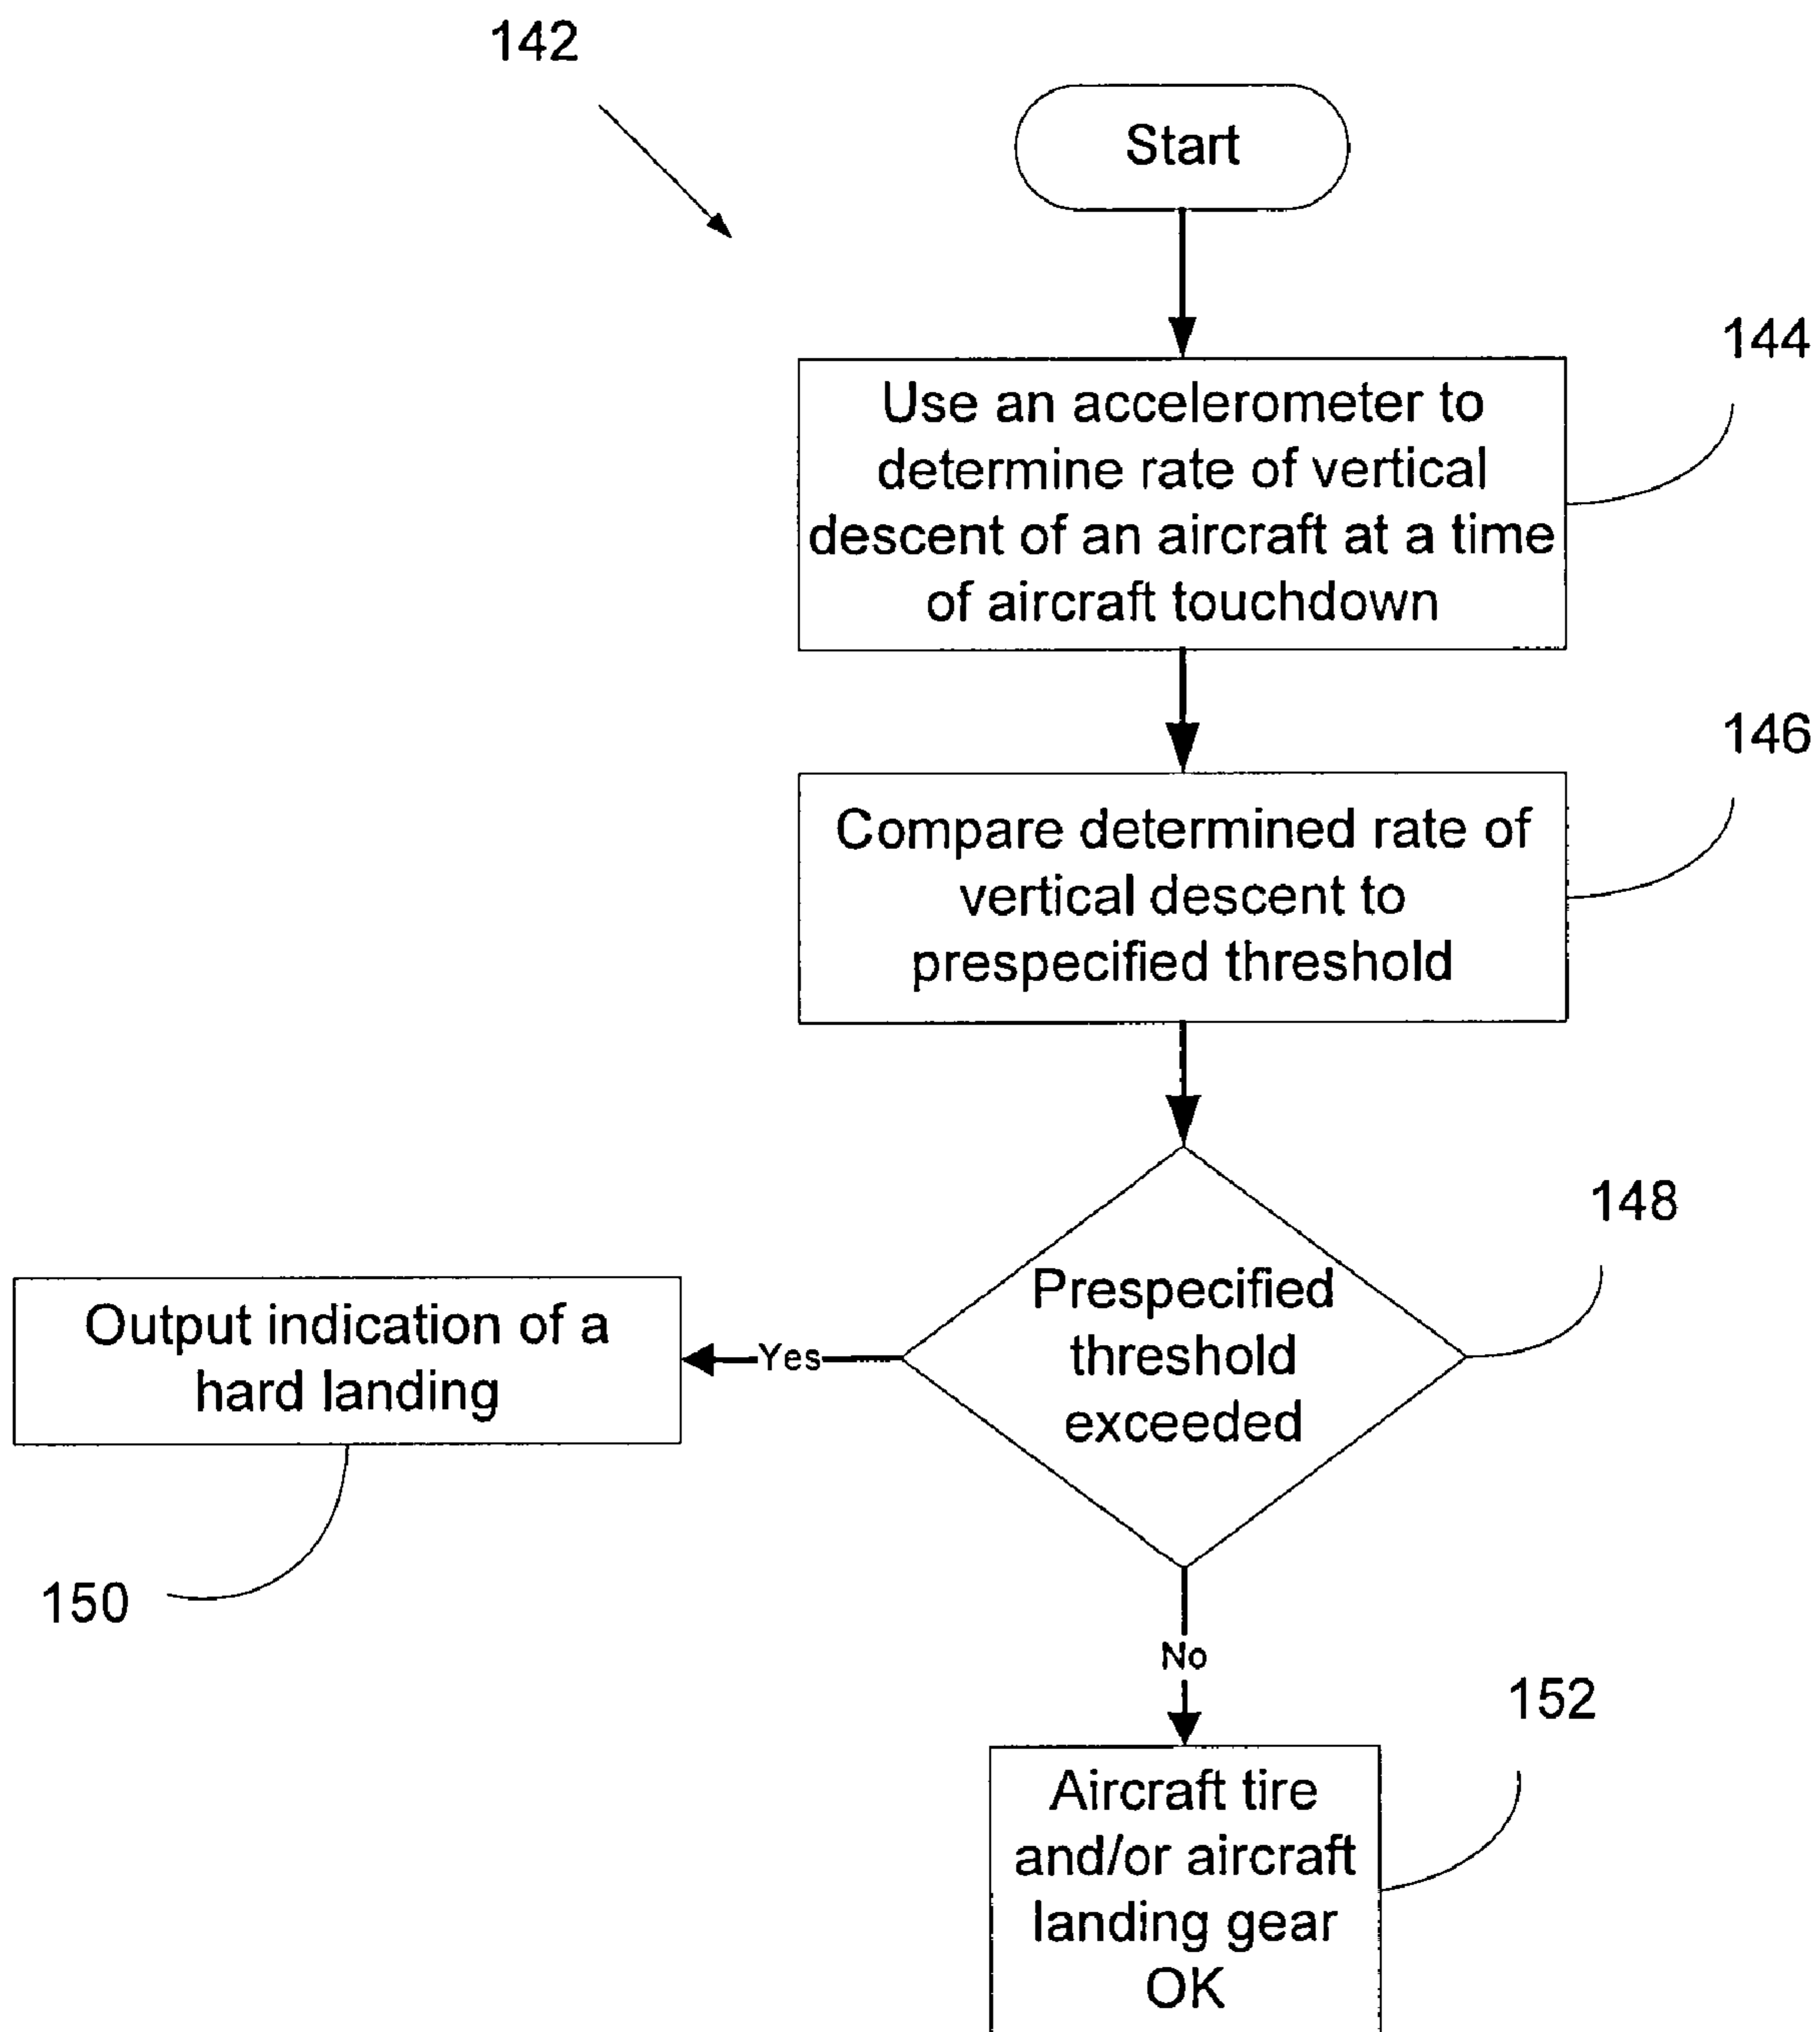 142
Start
144
Use an accelerometer to
determine rate of vertical
descent of an aircraft at a time
of aircraft touchdown
146
Compare determined rate of
vertical descent to
prespecified threshold
148
Prespecified
threshold
exceeded
Yes
Output indication of a
hard landing
150
No
152
Aircraft tire
and/or aircraft
landing gear
OK